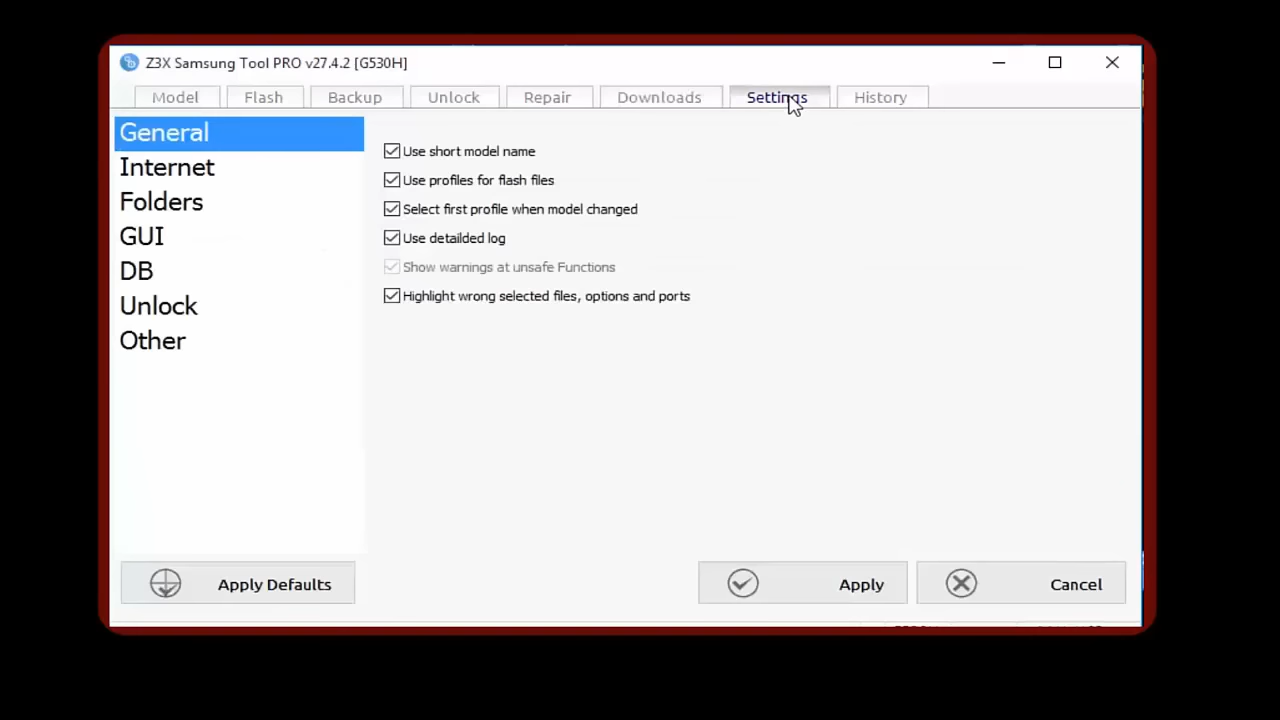 Z3X Samsung Tool PRO v27.4.2 [G530H]
Model Flash Backup Unlock Repair Downloads Settings History
General
Internet
Folders
GUI
DB
Unlock
Other
Use short model name
Use profiles for flash files
Select first profile when model changed
Use detailded log
Show warnings at unsafe Functions
Highlight wrong selected files, options and ports
Apply Defaults
Apply
Cancel